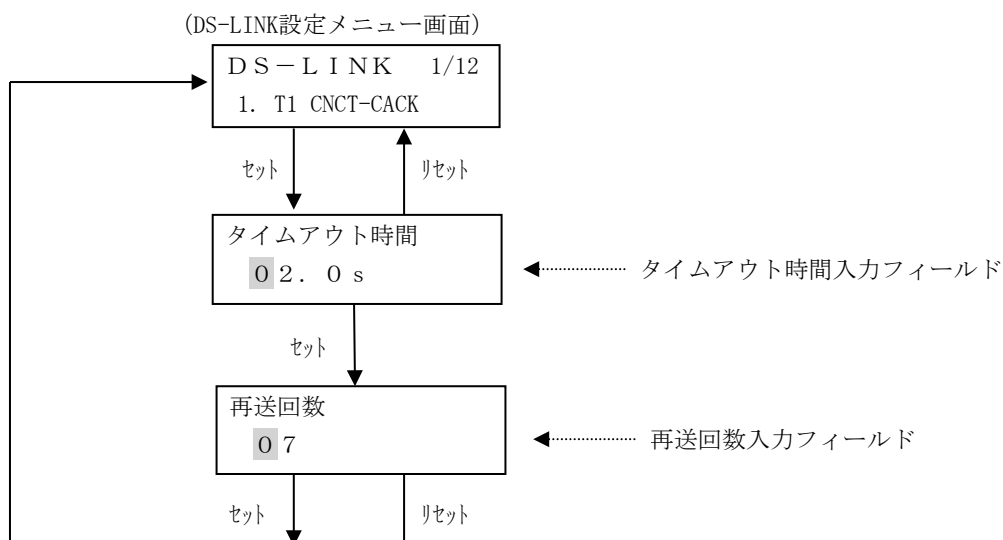 (DS-LINK設定メニュー画面)
ＤＳ－ＬＩＮＫ 1/12
1. T1 CNCT-CACK
ｾｯﾄ ﾘｾｯﾄ
タイムアウト時間
０２．０ｓ
タイムアウト時間入力フィールド
ｾｯﾄ
再送回数
０７
再送回数入力フィールド
ｾｯﾄ ﾘｾｯﾄ